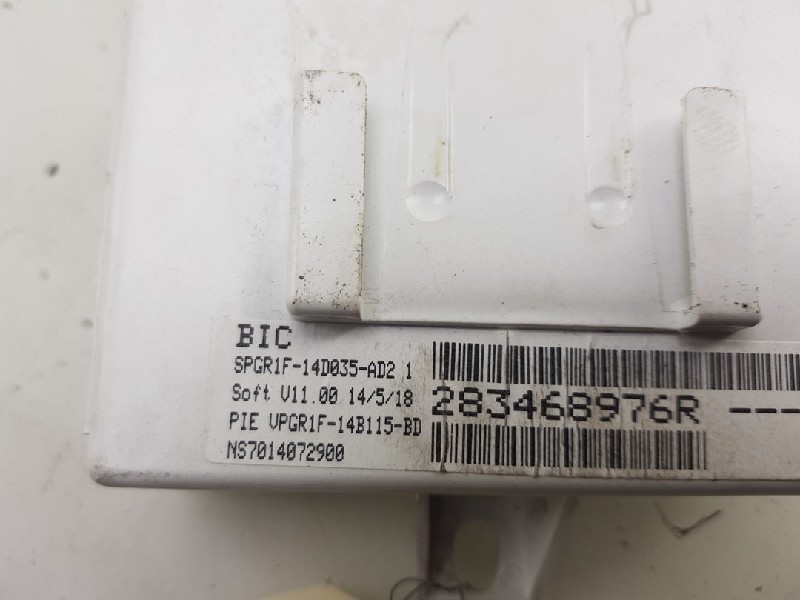 BIC
SPGR1F-14D035-AD2 1
Soft V11.00 14/5/18
PIE VPGR1F-14B115-BD
NS7014072900
283468976R ---